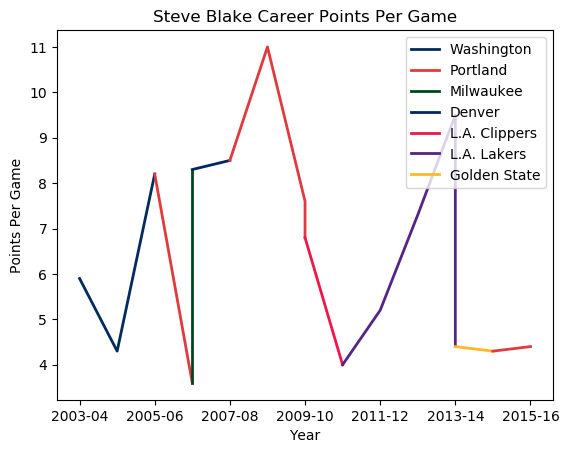 Steve Blake Career Points Per Game
Washington
Portland
Milwaukee
Denver
L.A. Clippers
L.A. Lakers
Golden State
Points Per Game
11
10
9
8
7
6
5
4
2003-04 2005-06 2007-08 2009-10 2011-12 2013-14 2015-16
Year